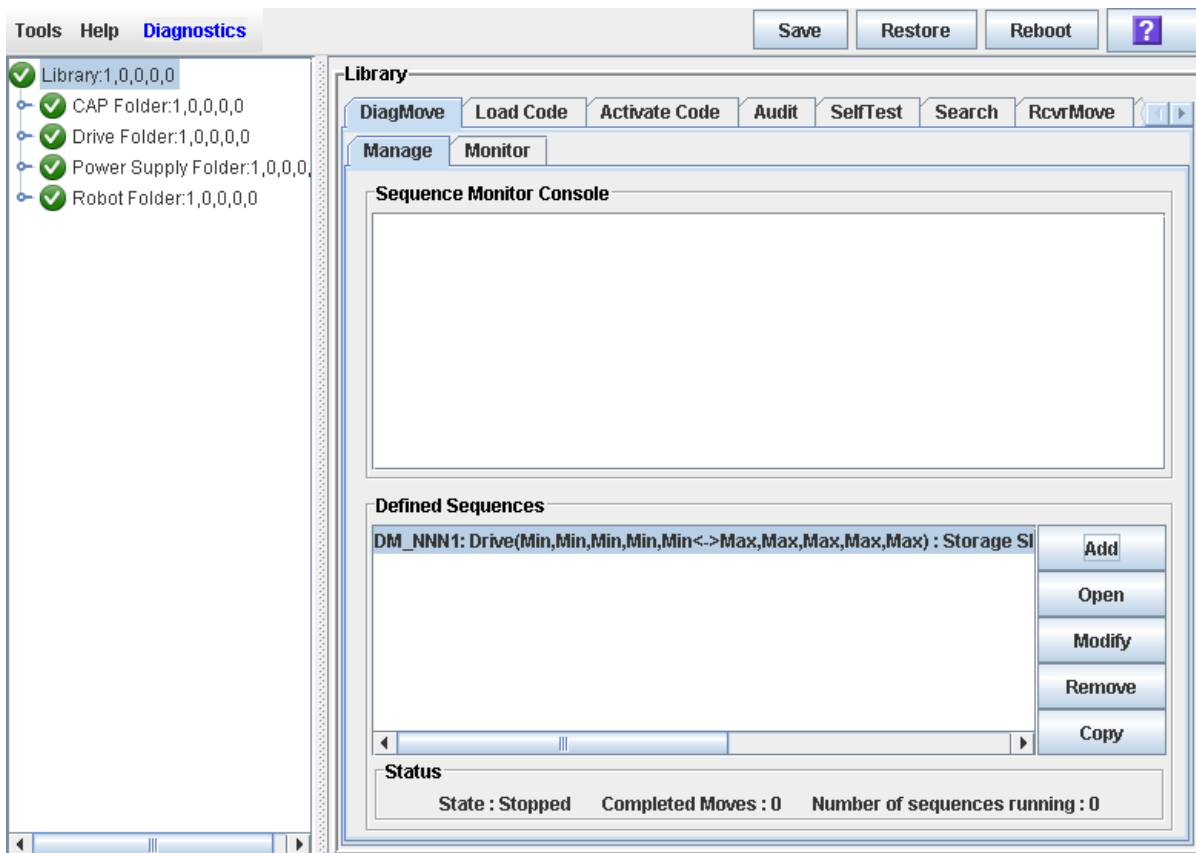 Tools Help Diagnostics
Save Restore Reboot ?
Library:1,0,0,0,0
CAP Folder:1,0,0,0,0
Drive Folder:1,0,0,0,0
Power Supply Folder:1,0,0,0,
Robot Folder:1,0,0,0,0
Library
DiagMove Load Code Activate Code Audit SelfTest Search RcvrMove
Manage Monitor
Sequence Monitor Console
Defined Sequences
DM_NNN1: Drive(Min,Min,Min,Min,Min<->Max,Max,Max,Max,Max) : Storage Sl
Add
Open
Modify
Remove
Copy
Status
State : Stopped Completed Moves : 0 Number of sequences running : 0